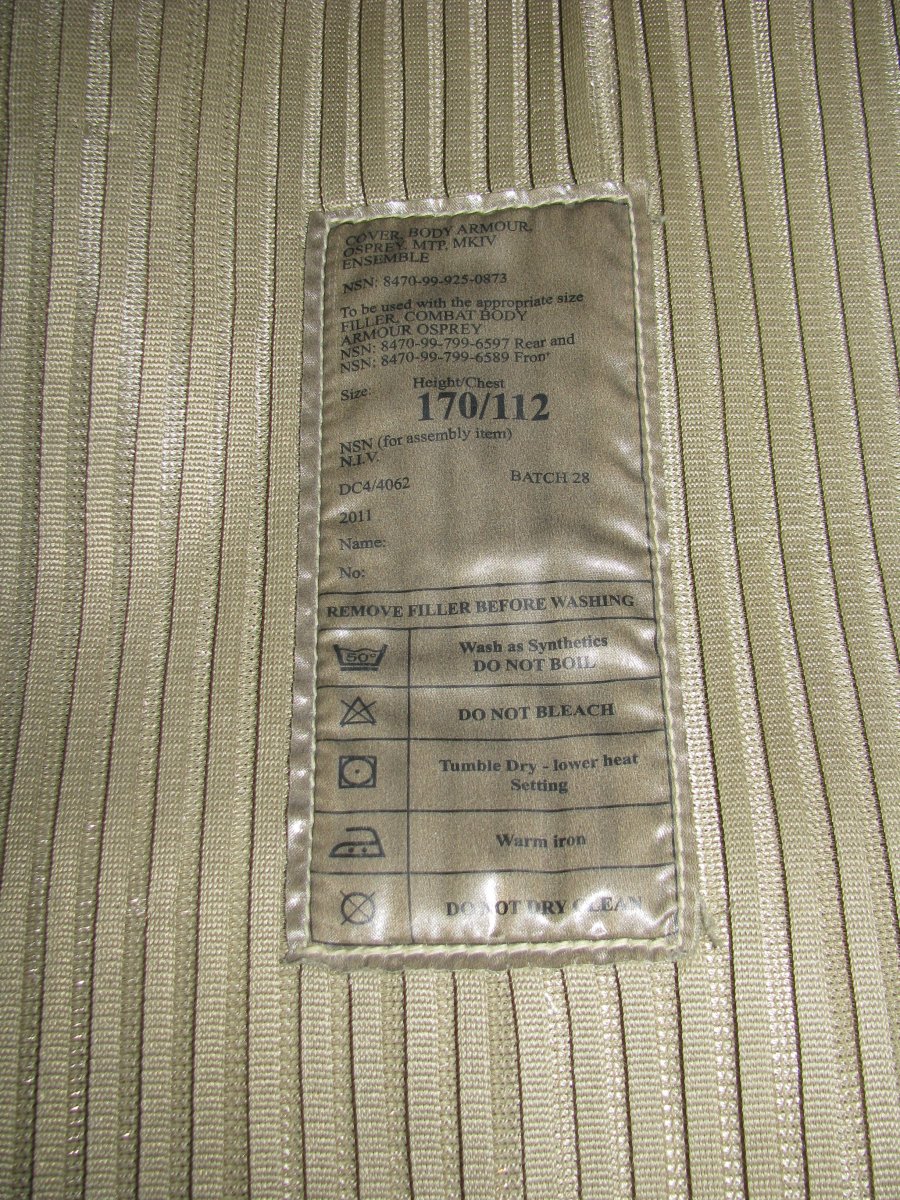 COVER, BODY ARMOUR,
OSPREY, MTP, MKIV
ENSEMBLE
NSN: 8470-99-925-0873
To be used with the appropriate size
FILLER, COMBAT BODY
ARMOUR OSPREY
NSN: 8470-99-799-6597 Rear and
NSN: 8470-99-799-6589 Front
Size: Height/Chest
170/112
NSN (for assembly item)
N.I.V.
DC4/4062 BATCH 28
2011
Name:
No:
REMOVE FILLER BEFORE WASHING
50° Wash as Synthetics
DO NOT BOIL
DO NOT BLEACH
Tumble Dry - lower heat
Setting
Warm iron
DO NOT DRY CLEAN